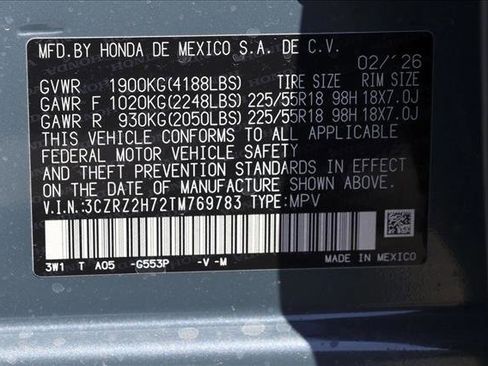 MFD.BY HONDA DE MEXICO S.A. DE C.V.
02/'26
GVWR 1900KG(4188LBS) TIRE SIZE RIM SIZE
GAWR F 1020KG(2248LBS) 225/55R18 98H 18X7.0J
GAWR R 930KG(2050LBS) 225/55R18 98H 18X7.0J
THIS VEHICLE CONFORMS TO ALL APPLICABLE
FEDERAL MOTOR VEHICLE SAFETY
AND THEFT PREVENTION STANDARDS IN EFFECT
ON THE DATE OF MANUFACTURE SHOWN ABOVE.
V.I.N.:3CZRZ2H72TM769783 TYPE:MPV
3W1 T A05 -G553P -V -M
MADE IN MEXICO